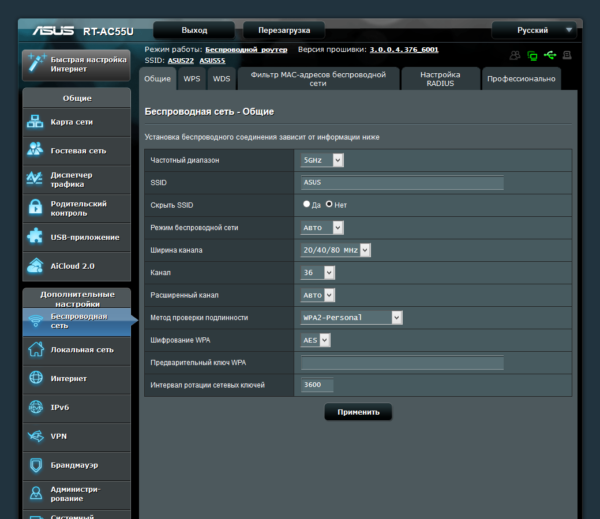 ASUS RT-AC55U Выход Перезагрузка Русский
Режим работы: Беспроводной роутер Версия прошивки: 3.0.0.4.376_6001
SSID: ASUS22 ASUS55
Быстрая настройка
Интернет
Общие
Карта сети
Гостевая сеть
Диспетчер
трафика
Родительский
контроль
USB-приложение
AiCloud 2.0
Дополнительные
настройки
Беспроводная
сеть
Локальная сеть
Интернет
IPv6
VPN
Брандмауэр
Администри-
рование
Системный
Общие WPS WDS Фильтр MAC-адресов беспроводной
сети
Настройка
RADIUS
Профессионально
Беспроводная сеть - Общие
Установка беспроводного соединения зависит от информации ниже
Частотный диапазон 5GHz
SSID ASUS
Скрыть SSID Да Нет
Режим беспроводной сети Авто
Ширина канала 20/40/80 MHz
Канал 36
Расширенный канал Авто
Метод проверки подлинности WPA2-Personal
Шифрование WPA AES
Предварительный ключ WPA
Интервал ротации сетевых ключей 3600
Применить